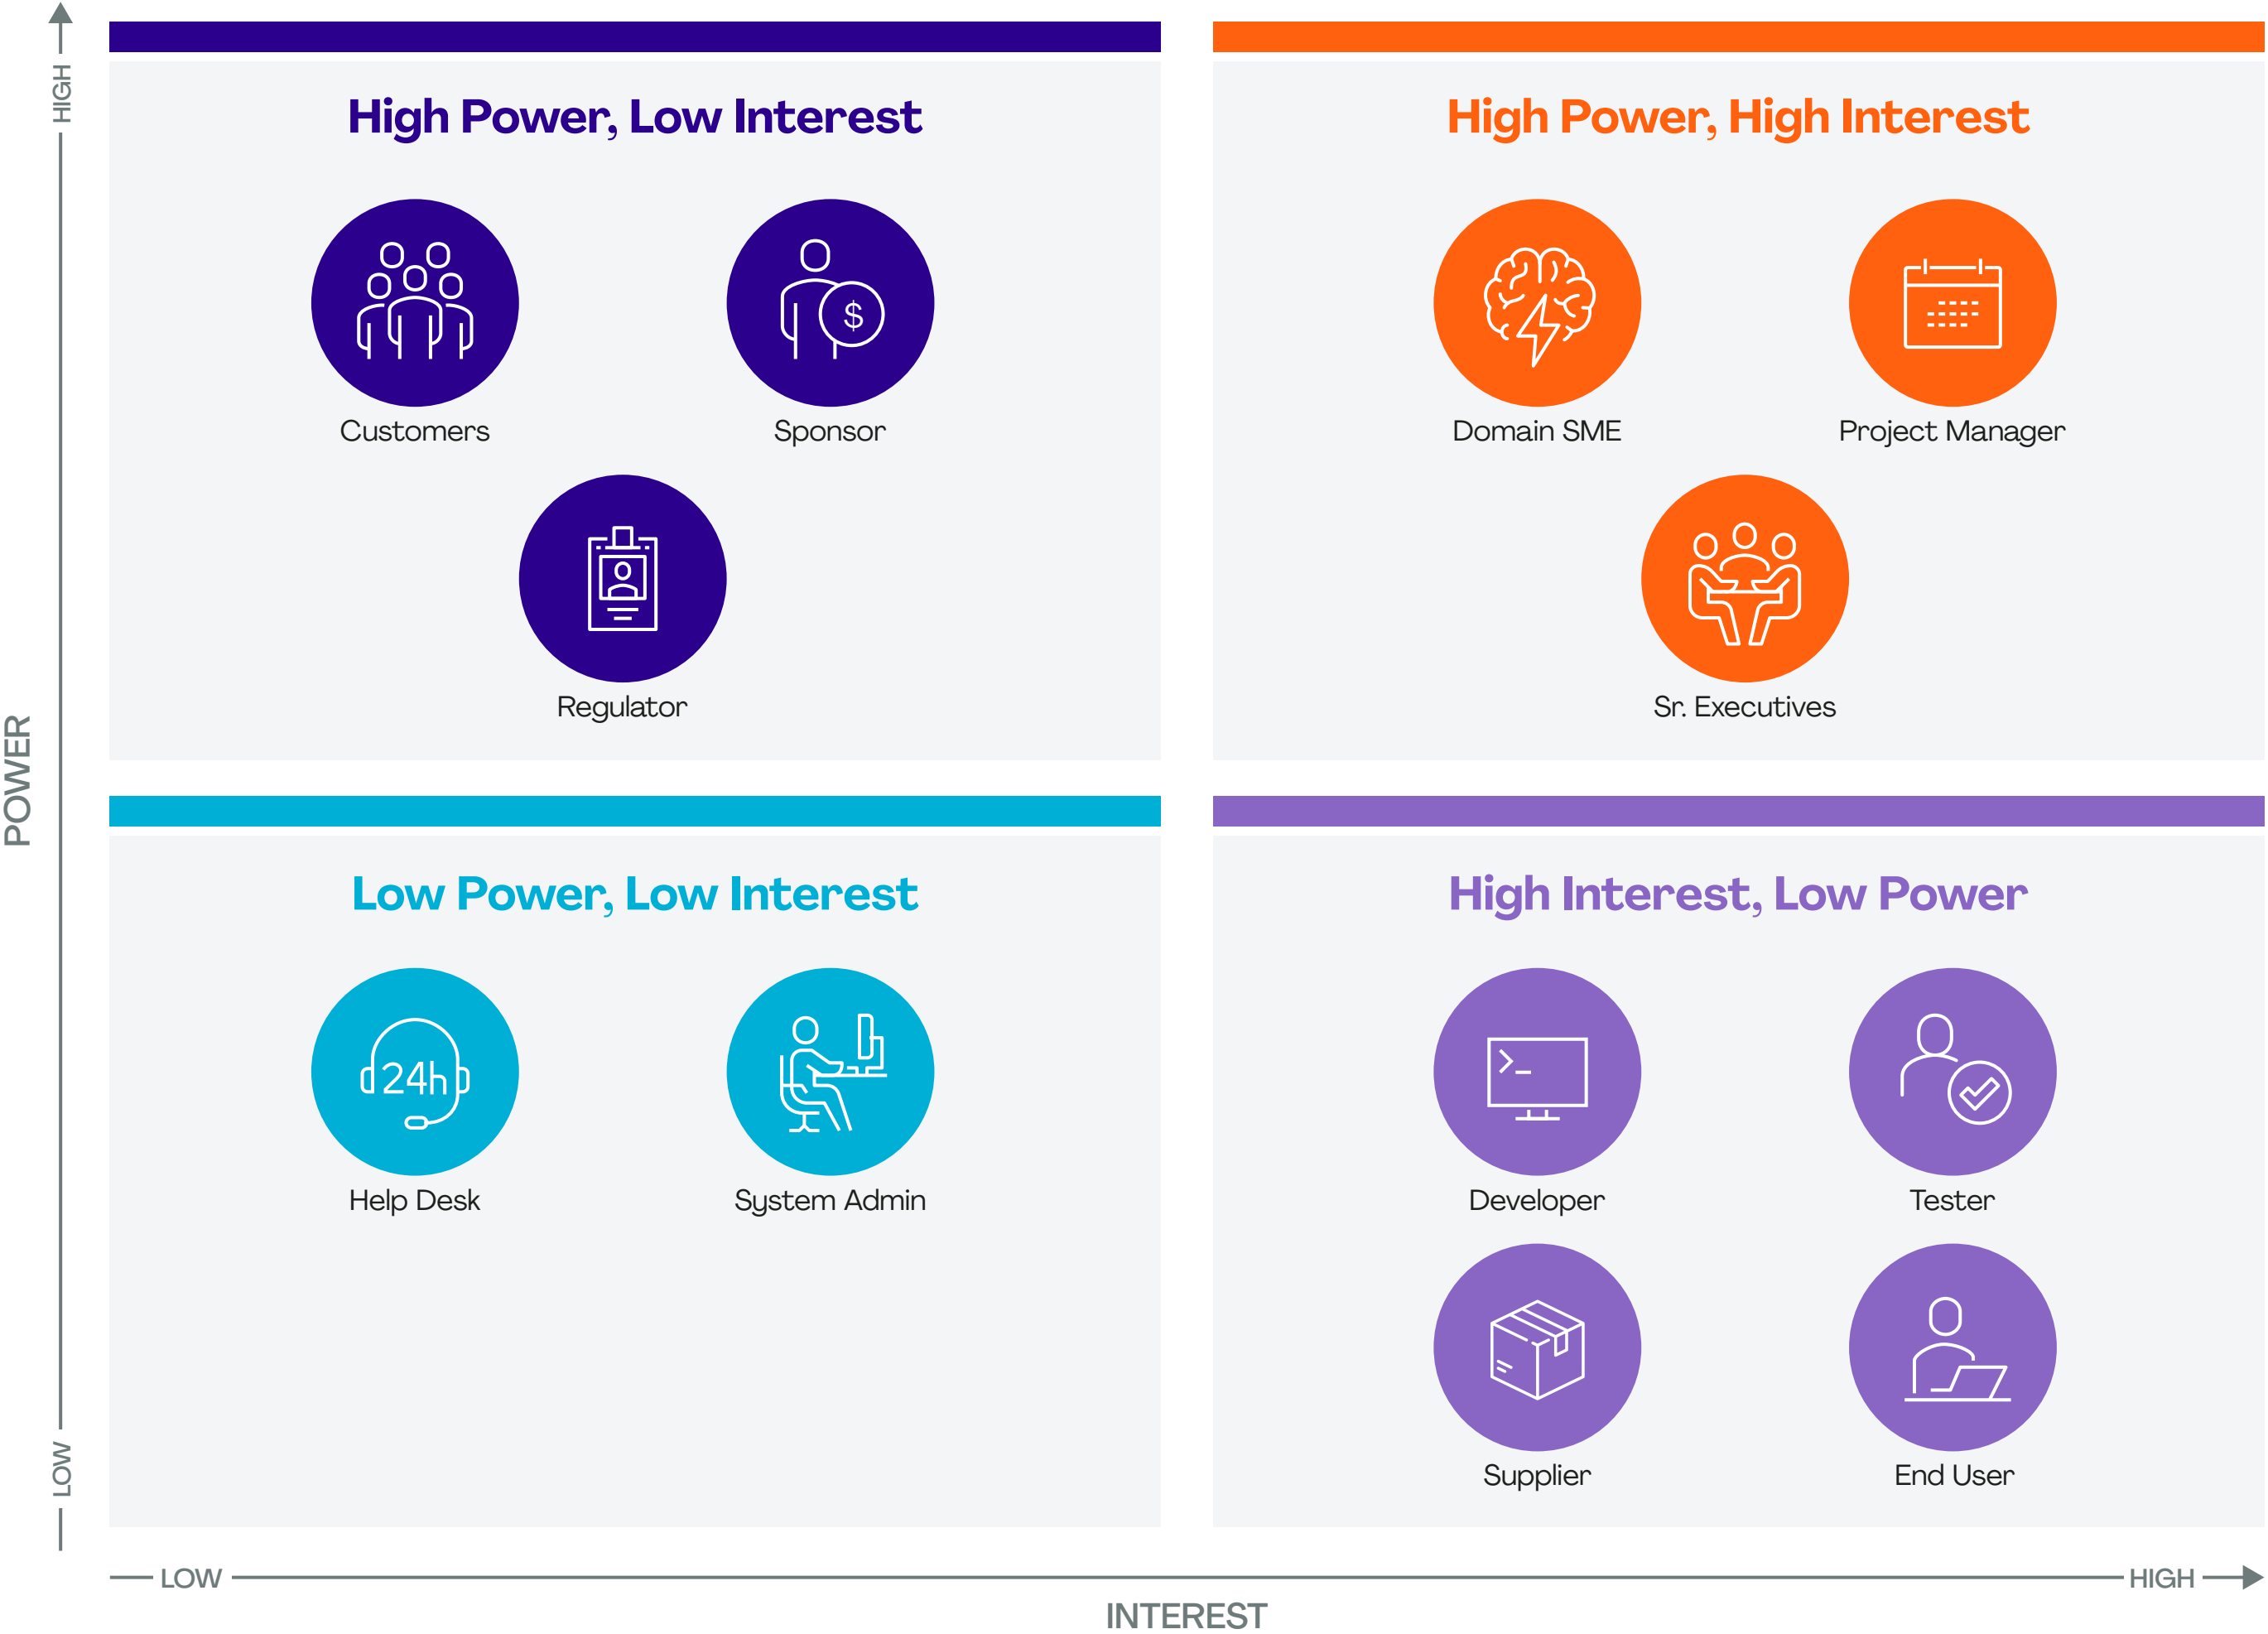 HIGH
High Power, Low Interest
High Power, High Interest
$
Customers
Sponsor
Domain SME
Project Manager
Regulator
Sr. Executives
POWER
Low Power, Low Interest
High Interest, Low Power
24h
Help Desk
System Admin
Developer
Tester
Supplier
End User
LOW
LOW
HIGH
INTEREST